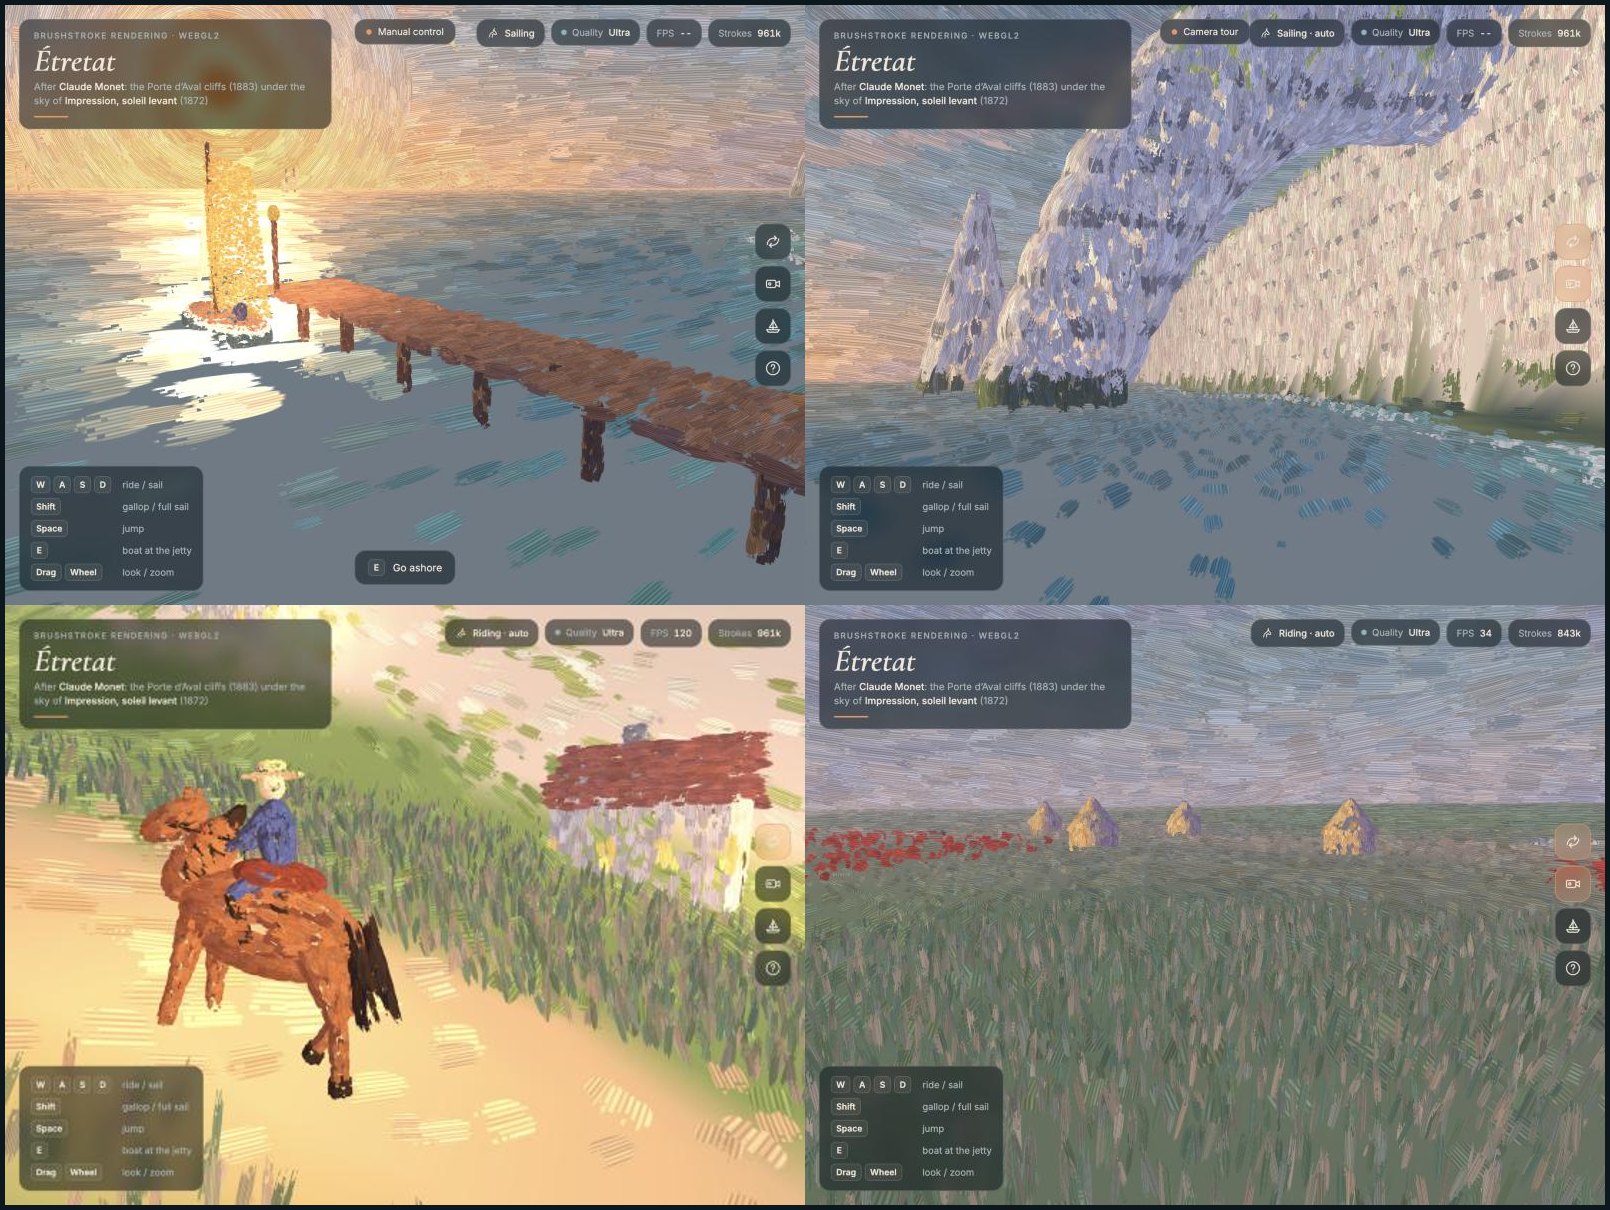 BRUSHSTROKE RENDERING · WEBGL2
Étretat
After Claude Monet: the Porte d'Aval cliffs (1883) under the
sky of Impression, soleil levant (1872)
Manual control
Sailing
Quality Ultra
FPS --
Strokes 961k
W A S D ride / sail
Shift gallop / full sail
Space jump
E boat at the jetty
Drag Wheel look / zoom
E Go ashore
BRUSHSTROKE RENDERING · WEBGL2
Étretat
After Claude Monet: the Porte d'Aval cliffs (1883) under the
sky of Impression, soleil levant (1872)
Camera tour
Sailing · auto
Quality Ultra
FPS --
Strokes 961k
W A S D ride / sail
Shift gallop / full sail
Space jump
E boat at the jetty
Drag Wheel look / zoom
BRUSHSTROKE RENDERING · WEBGL2
Étretat
After Claude Monet: the Porte d'Aval cliffs (1883) under the
sky of Impression, soleil levant (1872)
Riding · auto
Quality Ultra
FPS 120
Strokes 961k
W A S D ride / sail
Shift gallop / full sail
Space jump
E boat at the jetty
Drag Wheel look / zoom
BRUSHSTROKE RENDERING · WEBGL2
Étretat
After Claude Monet: the Porte d'Aval cliffs (1883) under the
sky of Impression, soleil levant (1872)
Riding · auto
Quality Ultra
FPS 34
Strokes 843k
W A S D ride / sail
Shift gallop / full sail
Space jump
E boat at the jetty
Drag Wheel look / zoom